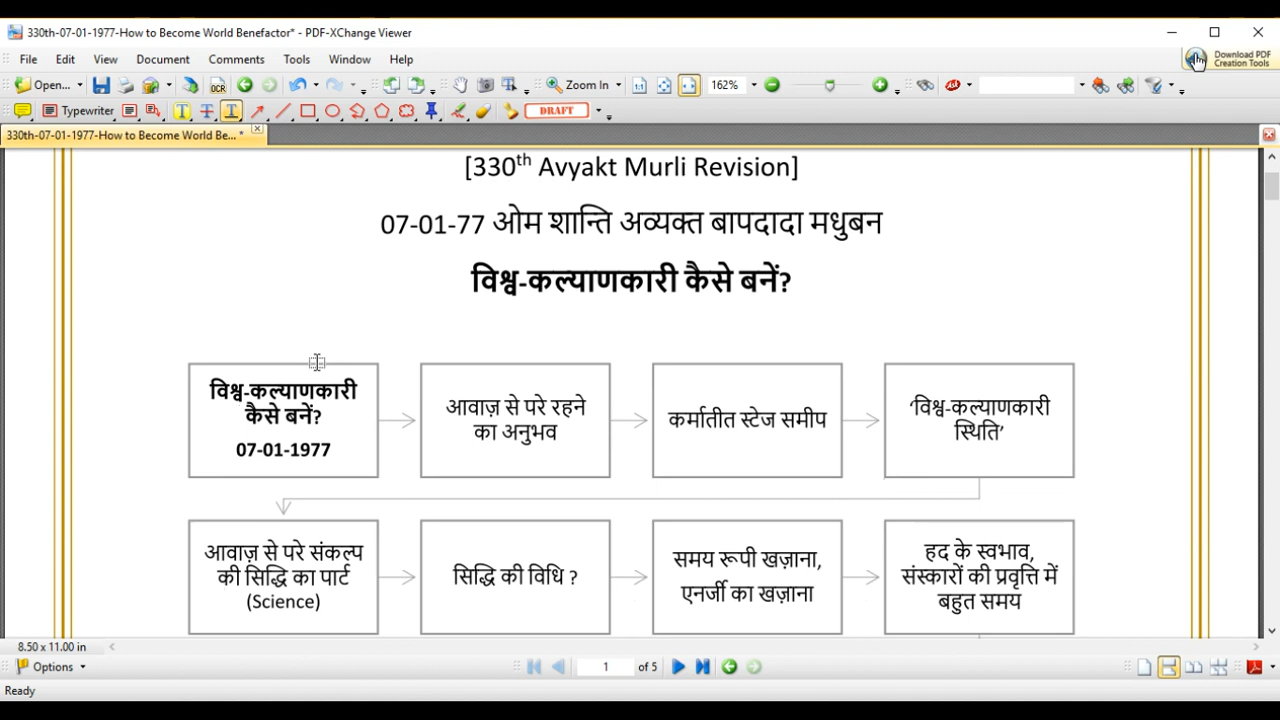 330th-07-01-1977-How to Become World Benefactor* - PDF-XChange Viewer
File Edit View Document Comments Tools Window Help
Download PDF
Creation Tools
Open... OCR Zoom In 1:1 162%
Typewriter T T T DRAFT
330th-07-01-1977-How to Become World Be... *
[330th Avyakt Murli Revision]
07-01-77 ओम शान्ति अव्यक्त बापदादा मधुबन
विश्व-कल्याणकारी कैसे बनें?
विश्व-कल्याणकारी
कैसे बनें?
07-01-1977
आवाज़ से परे रहने
का अनुभव
कर्मातीत स्टेज समीप
‘विश्व-कल्याणकारी
स्थिति’
आवाज़ से परे संकल्प
की सिद्धि का पार्ट
(Science)
सिद्धि की विधि ?
समय रूपी खज़ाना,
एनर्जी का खज़ाना
हद के स्वभाव,
संस्कारों की प्रवृत्ति में
बहुत समय
8.50 x 11.00 in
Options 1 of 5
Ready